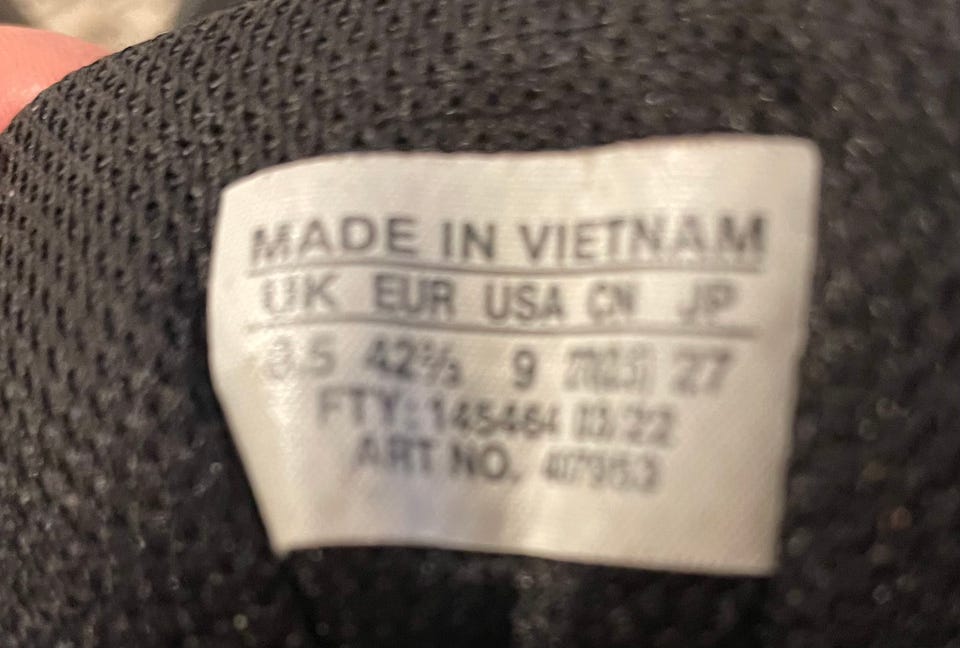 MADE IN VIETNAM
UK EUR USA CN JP
8.5 42⅔ 9 27
FTY: 145464 03/22
ART NO. 407953